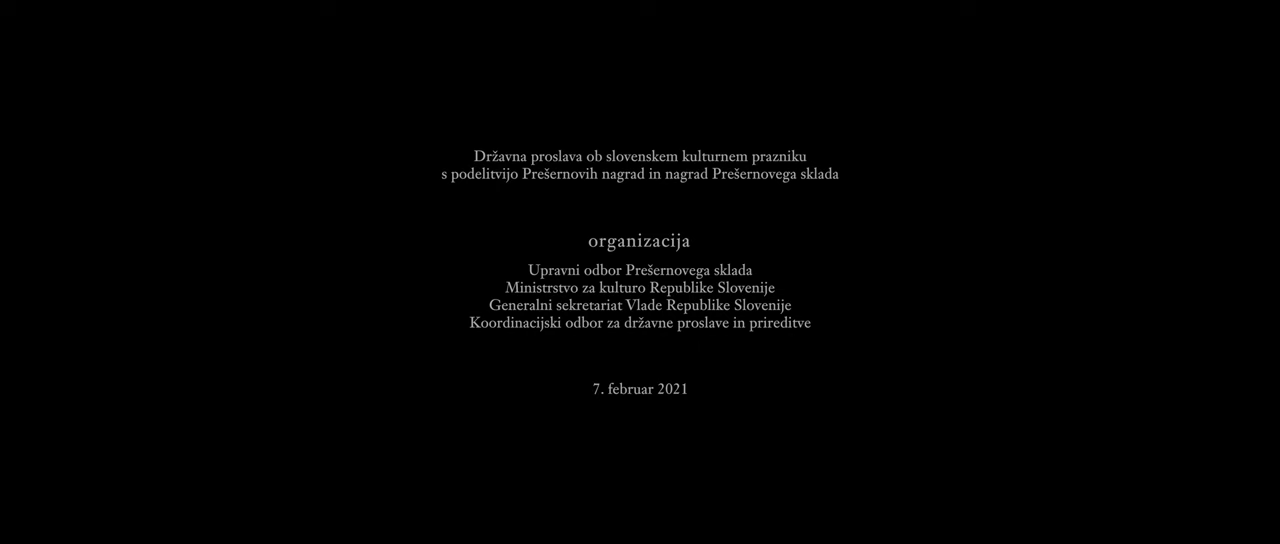 Državna proslava ob slovenskem kulturnem prazniku
s podelitvijo Prešernovih nagrad in nagrad Prešernovega sklada
organizacija
Upravni odbor Prešernovega sklada
Ministrstvo za kulturo Republike Slovenije
Generalni sekretariat Vlade Republike Slovenije
Koordinacijski odbor za državne proslave in prireditve
7. februar 2021